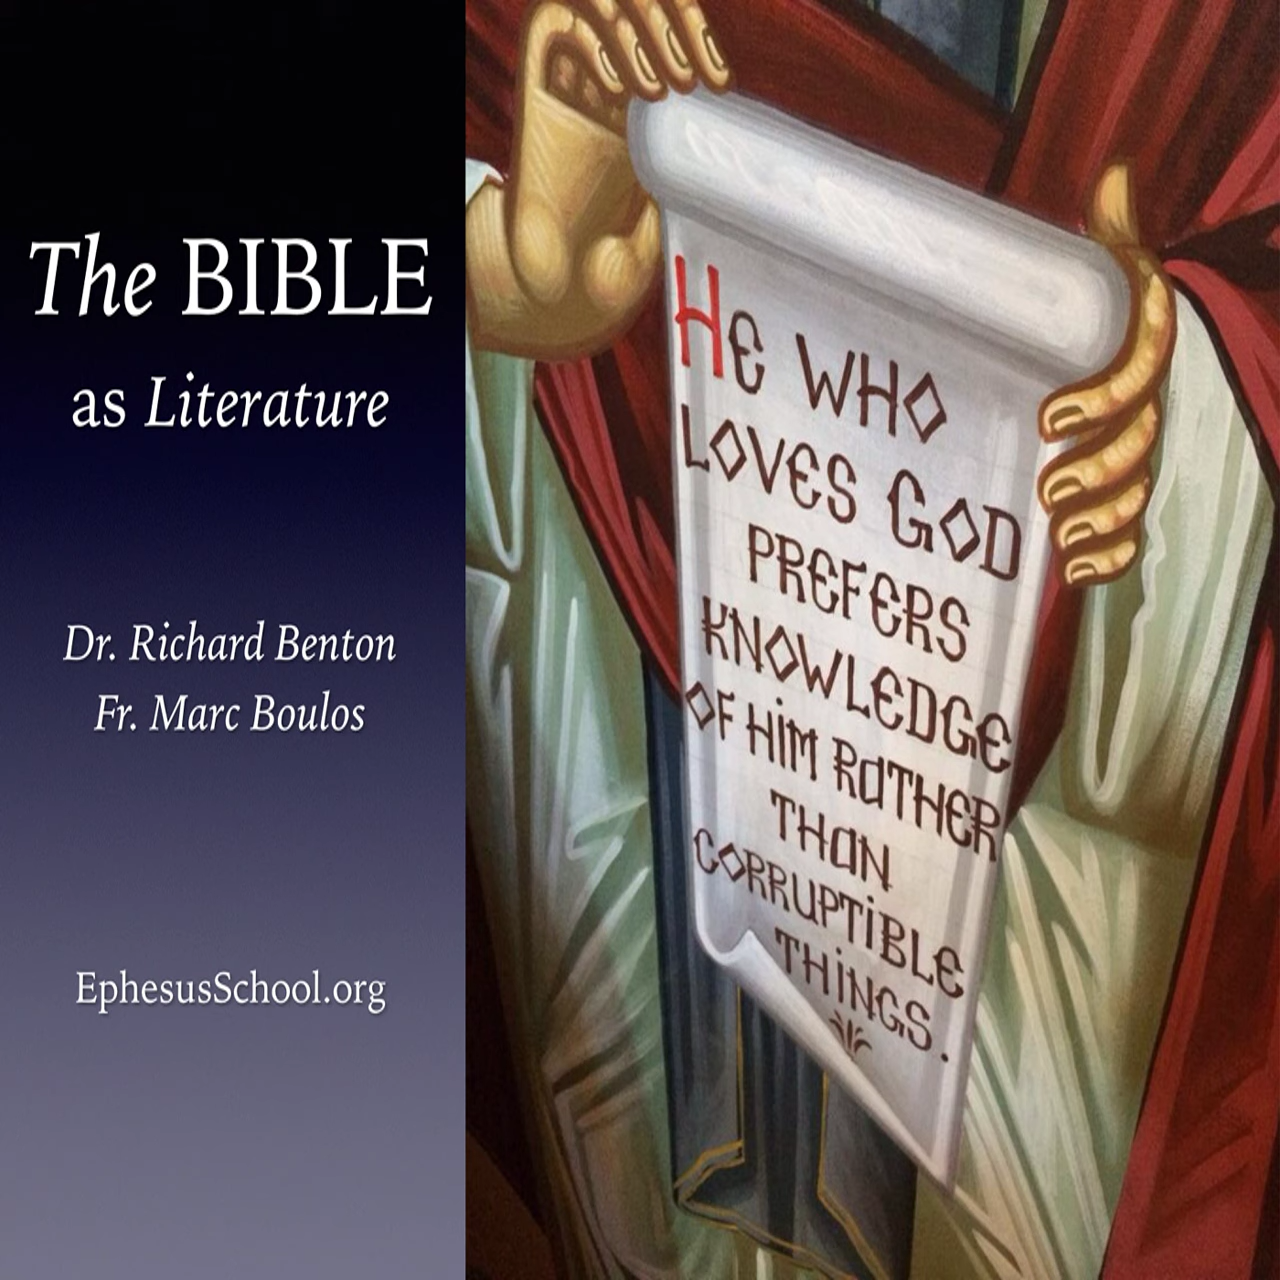 The BIBLE
as Literature
Dr. Richard Benton
Fr. Marc Boulos
EphesusSchool.org
HE WHO
LOVES GOD
PREFERS
KNOWLEDGE
OF HIM RATHER
THAN
CORRUPTIBLE
THINGS.